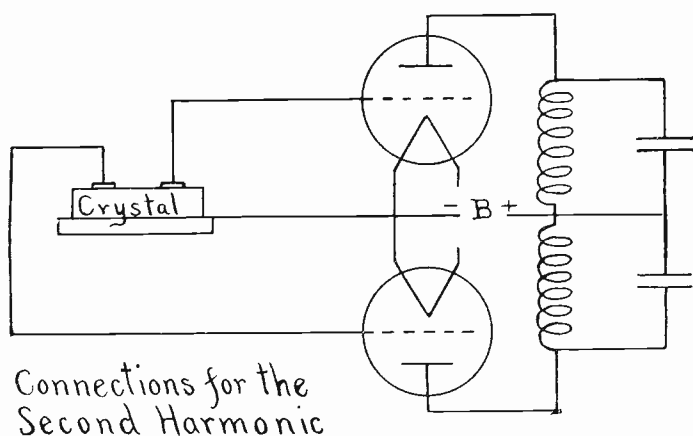 Crystal
- B +
Connections for the
Second Harmonic